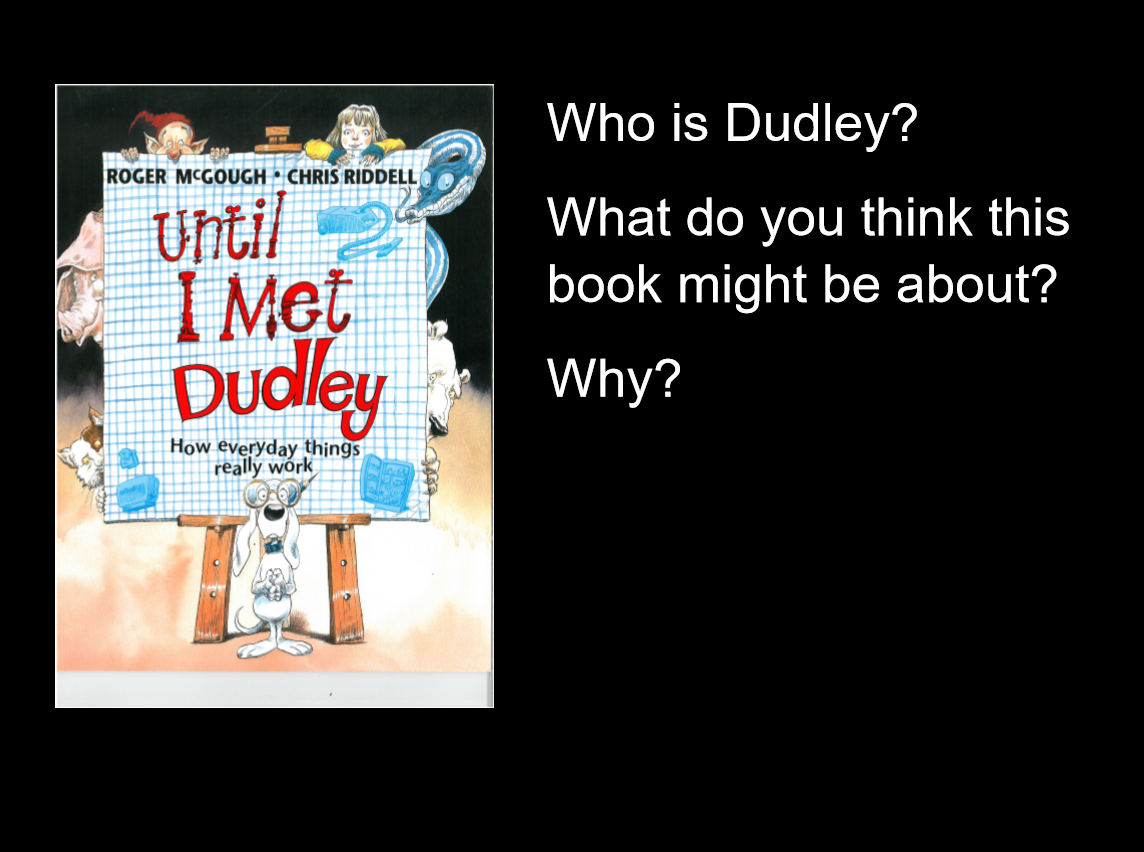 ROGER McGOUGH • CHRIS RIDDELL
until
I Met
Dudley
How everyday things
really work
Who is Dudley?
What do you think this
book might be about?
Why?